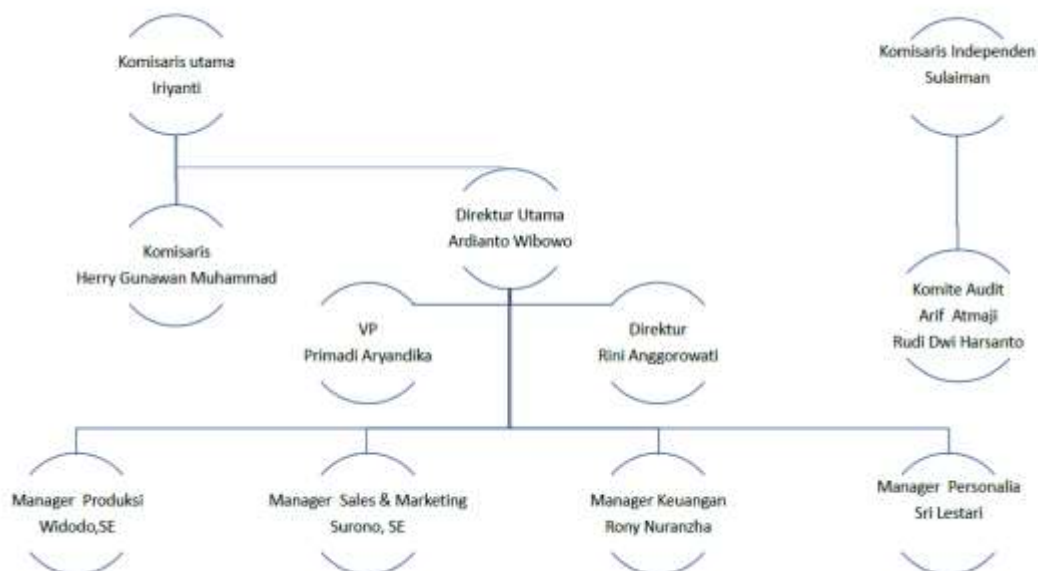 Komisaris utama
Iriyanti
Komisaris Independen
Sulaiman
Direktur Utama
Ardianto Wibowo
Komisaris
Herry Gunawan Muhammad
Komite Audit
Arif Atmaji
Rudi Dwi Harsanto
VP
Primadi Aryandika
Direktur
Rini Anggorowati
Manager Produksi
Widodo,SE
Manager Sales & Marketing
Surono, SE
Manager Keuangan
Rony Nuranzha
Manager Personalia
Sri Lestari